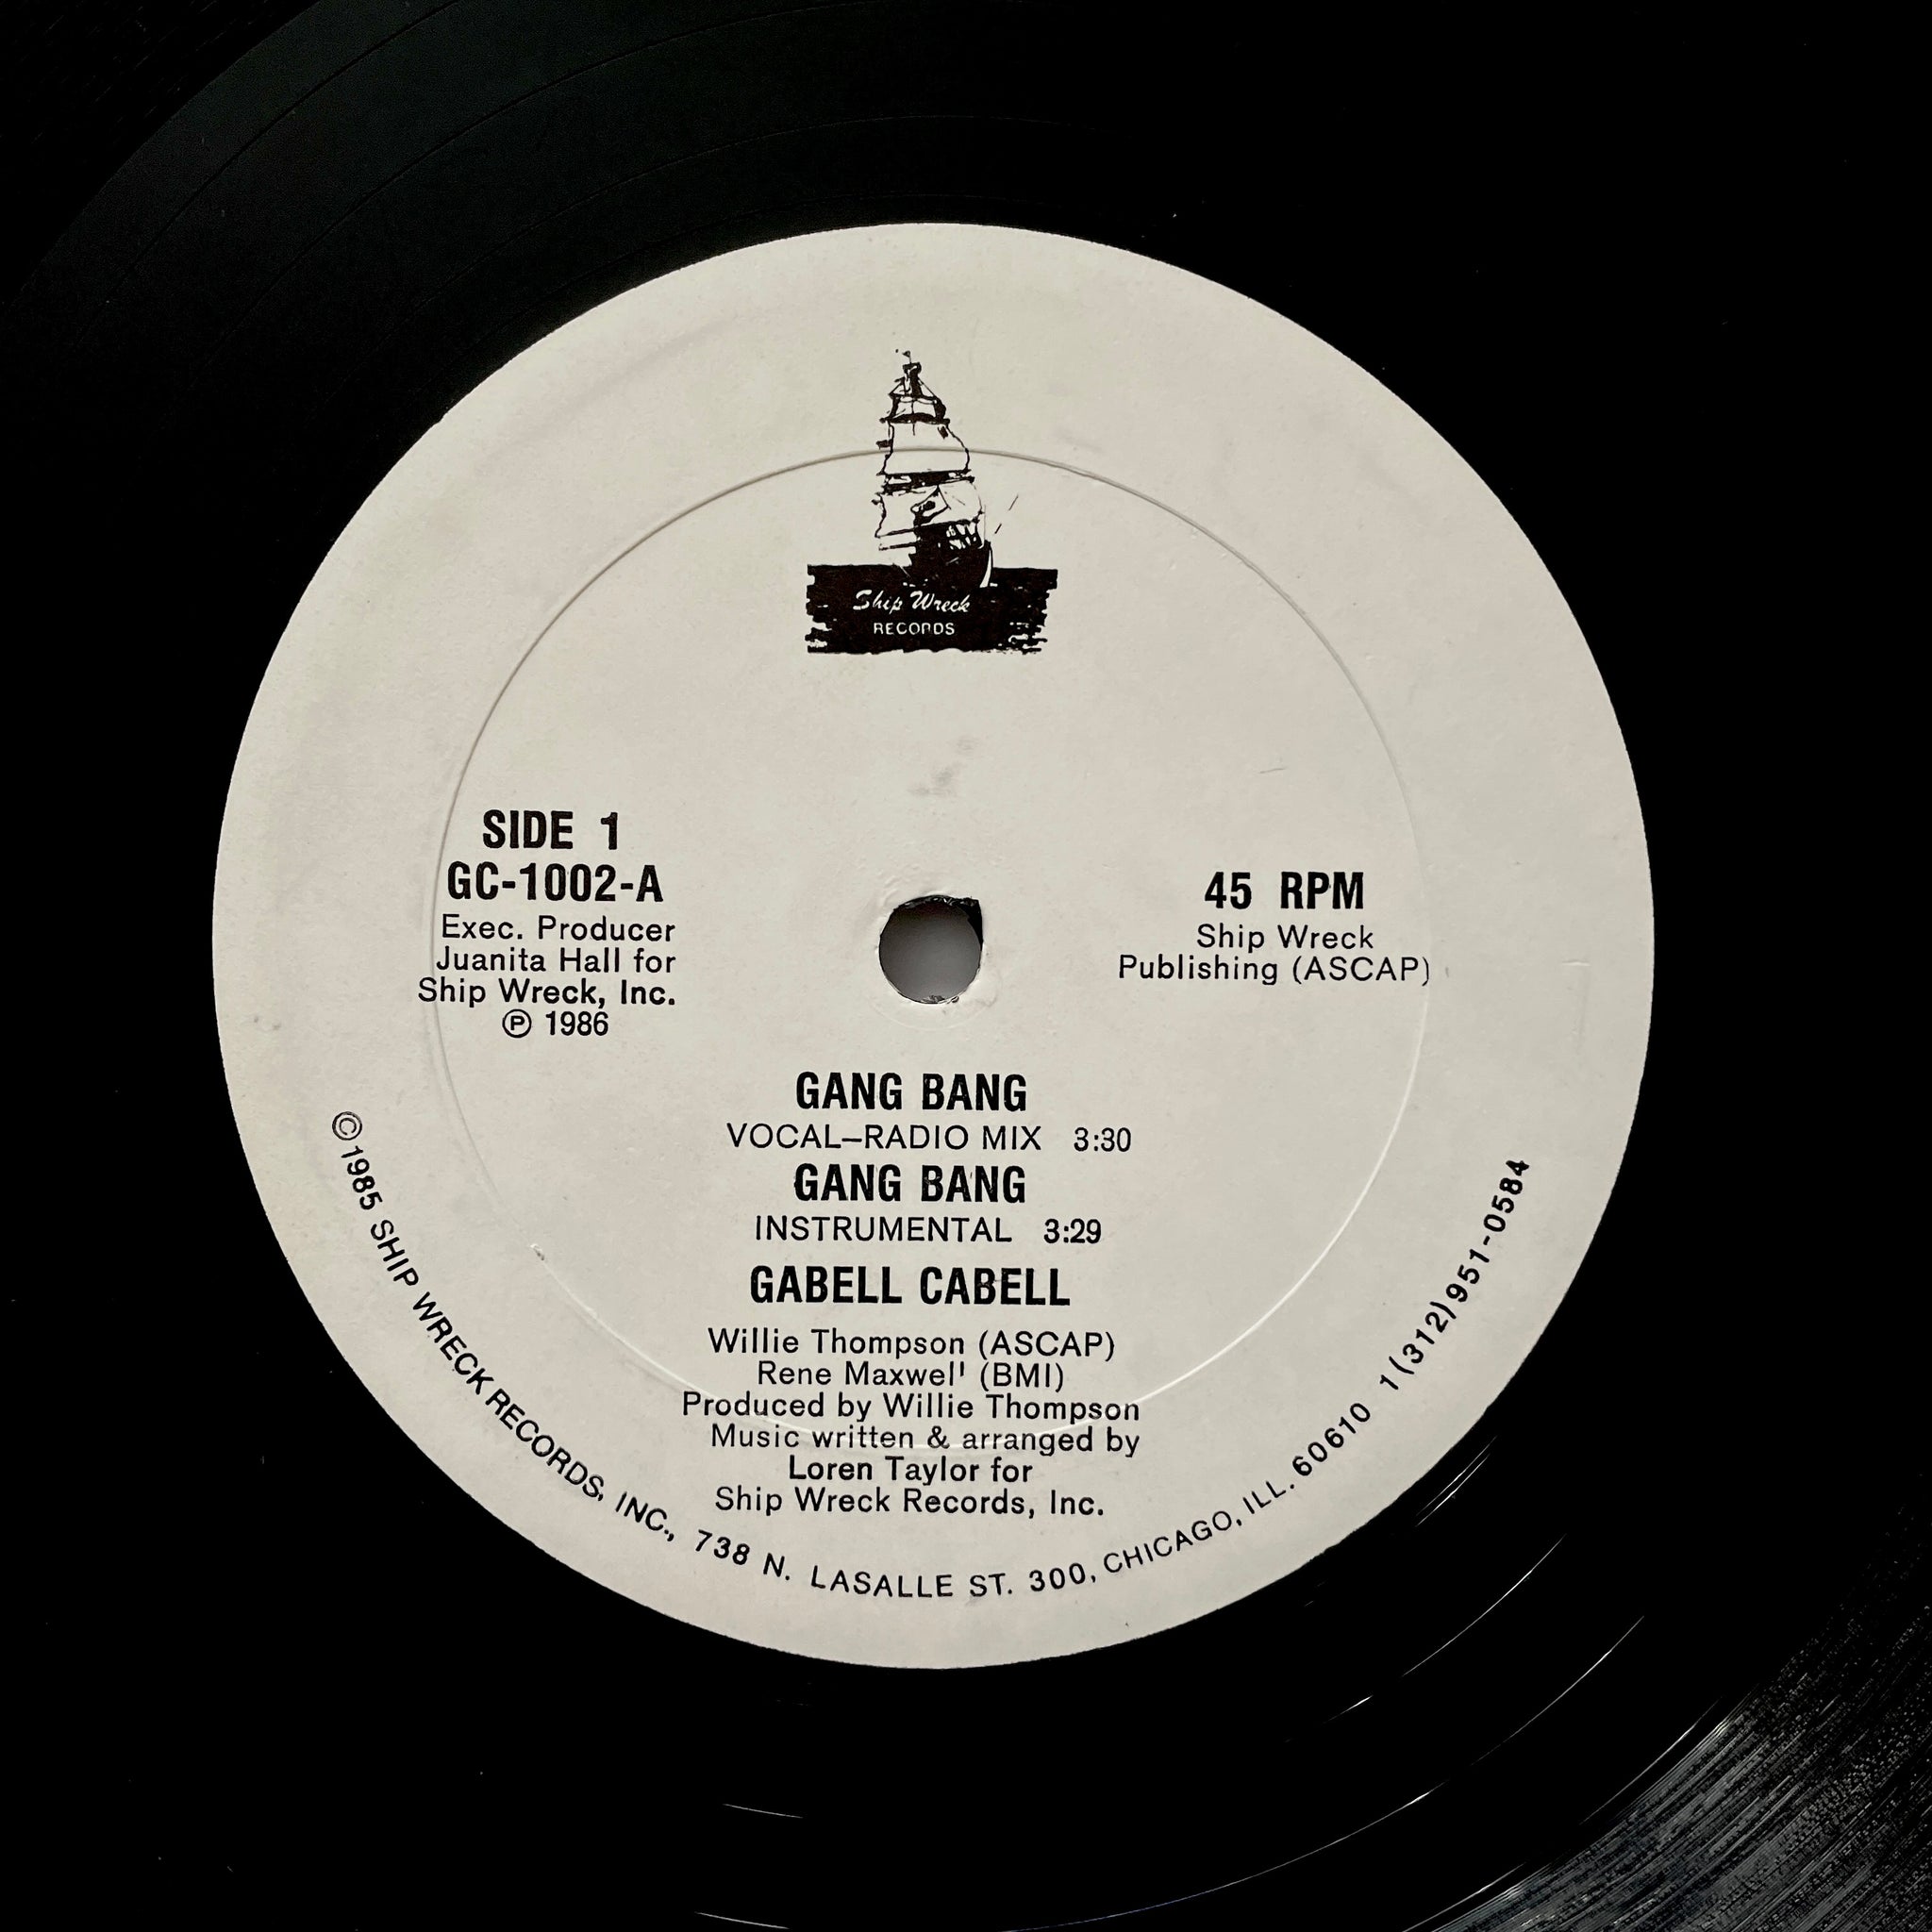 Ship Wreck
RECORDS
SIDE 1
GC-1002-A
Exec. Producer
Juanita Hall for
Ship Wreck, Inc.
℗ 1986
45 RPM
Ship Wreck
Publishing (ASCAP)
GANG BANG
VOCAL–RADIO MIX 3:30
GANG BANG
INSTRUMENTAL 3:29
GABELL CABELL
Willie Thompson (ASCAP)
Rene Maxwel' (BMI)
Produced by Willie Thompson
Music written & arranged by
Loren Taylor for
Ship Wreck Records, Inc.
© 1985 SHIP WRECK RECORDS, INC., 738 N. LASALLE ST. 300, CHICAGO, ILL. 60610 1 (312) 951-0584